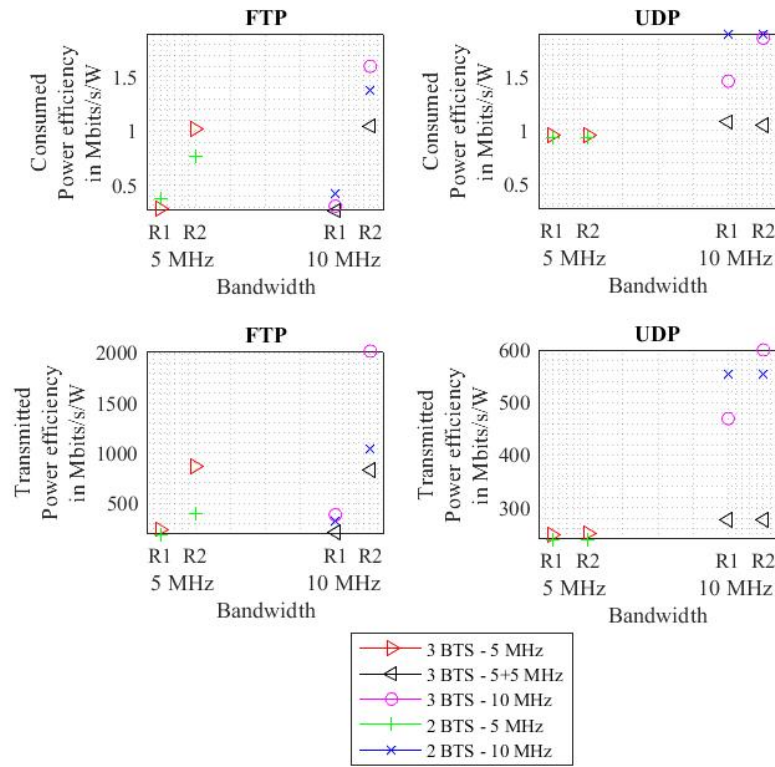 FTP
Consumed
Power efficiency
in Mbits/s/W
1.5
1
0.5
R1 R2 R1 R2
5 MHz 10 MHz
Bandwidth
UDP
Consumed
Power efficiency
in Mbits/s/W
1.5
1
0.5
R1 R2 R1 R2
5 MHz 10 MHz
Bandwidth
FTP
Transmitted
Power efficiency
in Mbits/s/W
2000
1500
1000
500
R1 R2 R1 R2
5 MHz 10 MHz
Bandwidth
UDP
Transmitted
Power efficiency
in Mbits/s/W
600
500
400
300
R1 R2 R1 R2
5 MHz 10 MHz
Bandwidth
3 BTS - 5 MHz
3 BTS - 5+5 MHz
3 BTS - 10 MHz
2 BTS - 5 MHz
2 BTS - 10 MHz